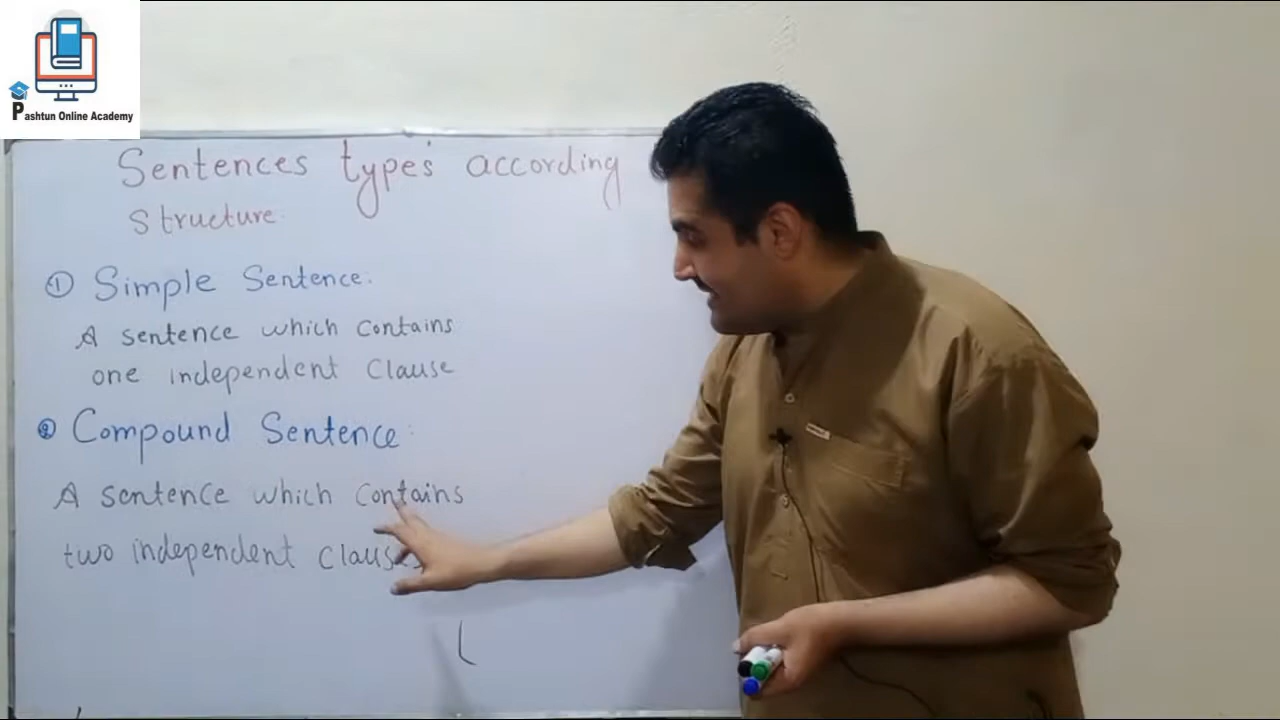 Pashtun Online Academy
Sentences types according
Structure:
① Simple Sentence:
A sentence which contains
one independent Clause
② Compound Sentence:
A sentence which contains
two independent